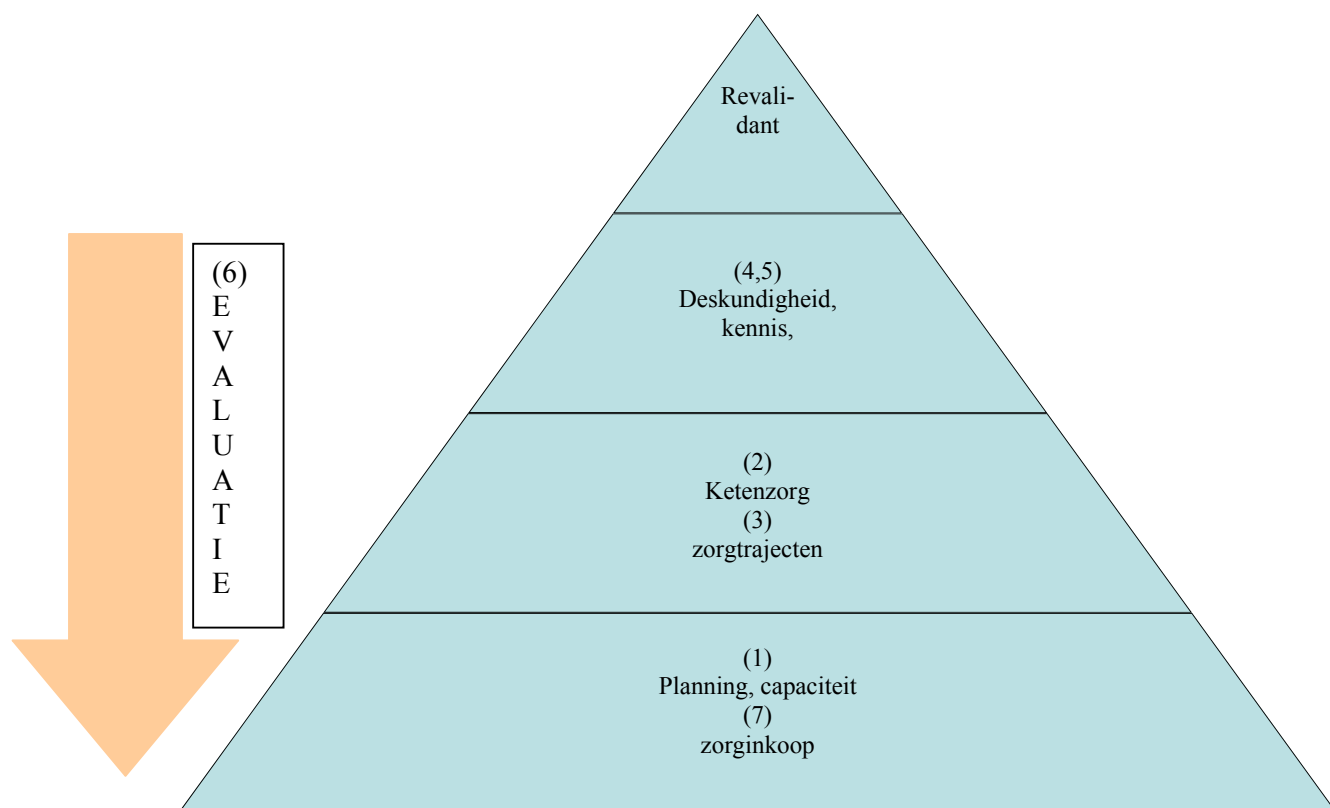 Revali-
dant
(4,5)
Deskundigheid,
kennis,
(2)
Ketenzorg
(3)
zorgtrajecten
(1)
Planning, capaciteit
(7)
zorginkoop
(6)
E
V
A
L
U
A
T
I
E